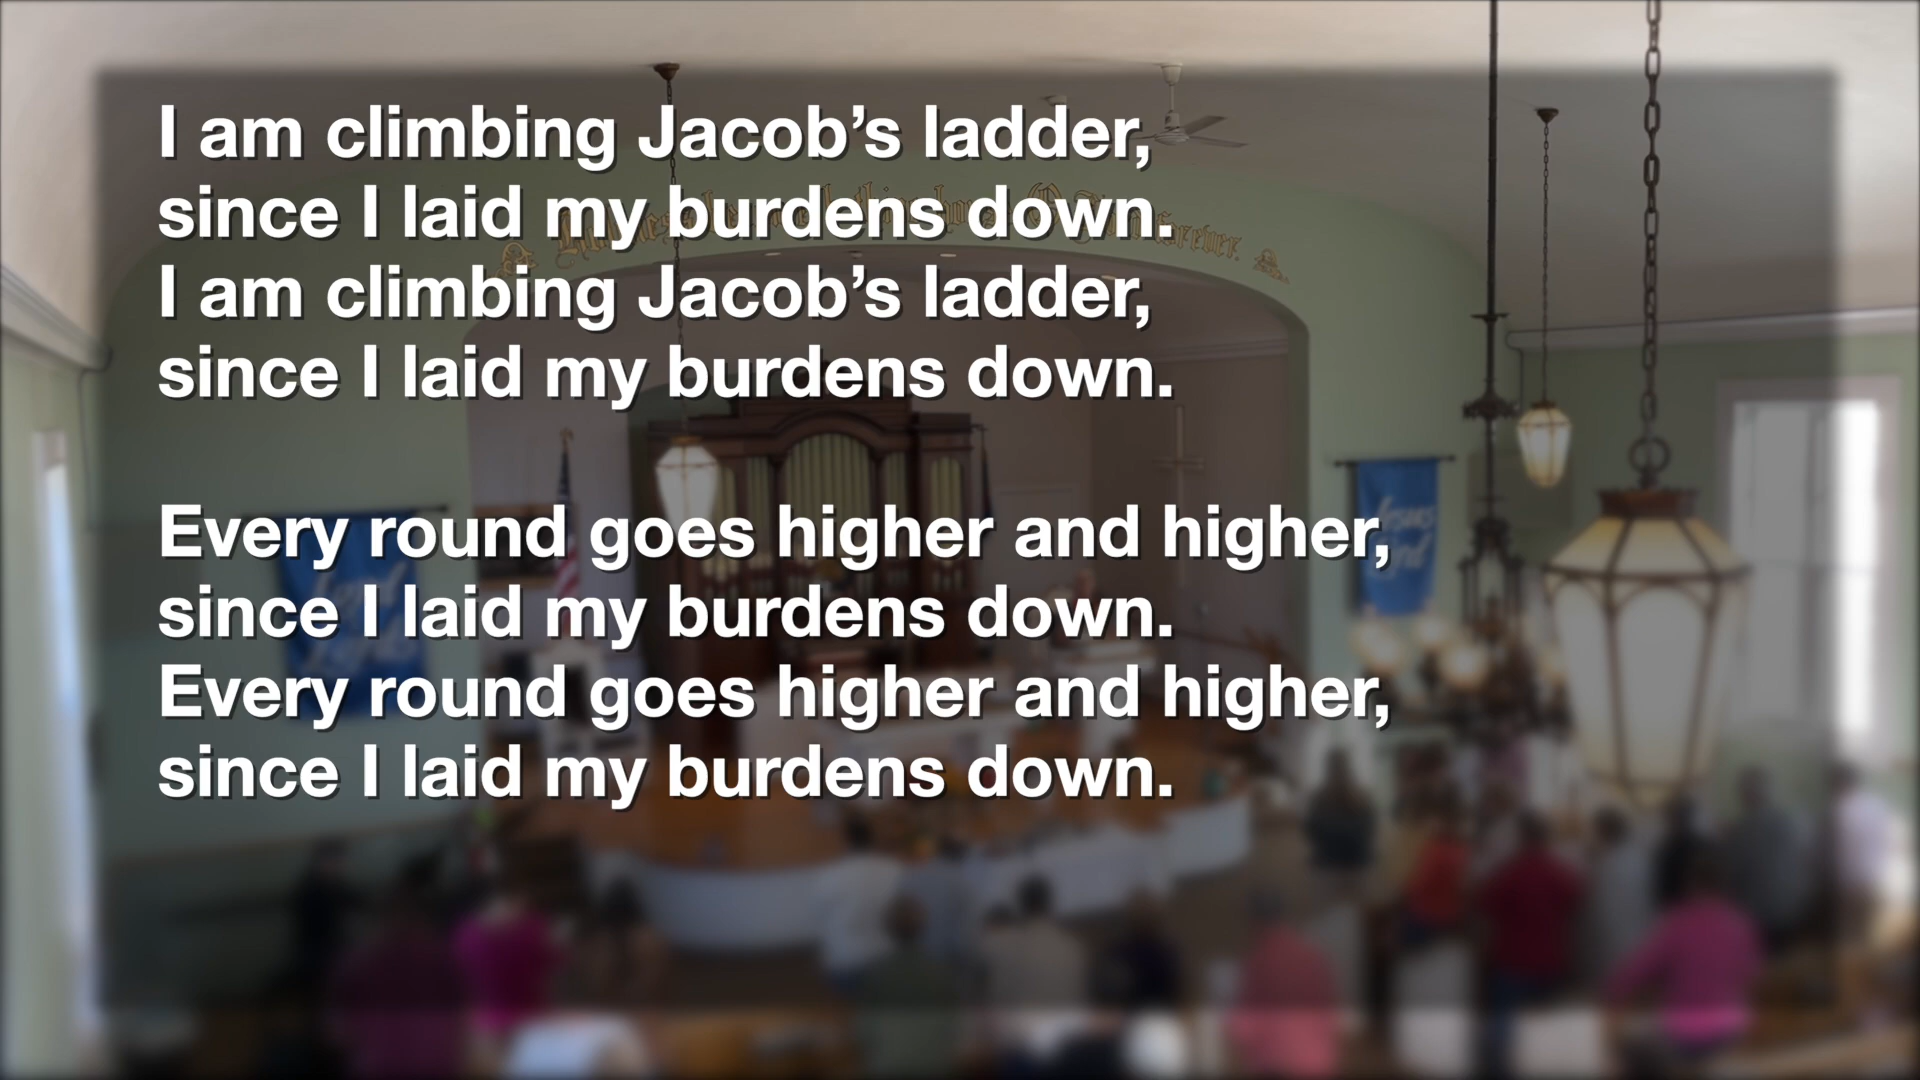 I am climbing Jacob’s ladder,
since I laid my burdens down.
I am climbing Jacob’s ladder,
since I laid my burdens down.
Every round goes higher and higher,
since I laid my burdens down.
Every round goes higher and higher,
since I laid my burdens down.
forever.
Jesus